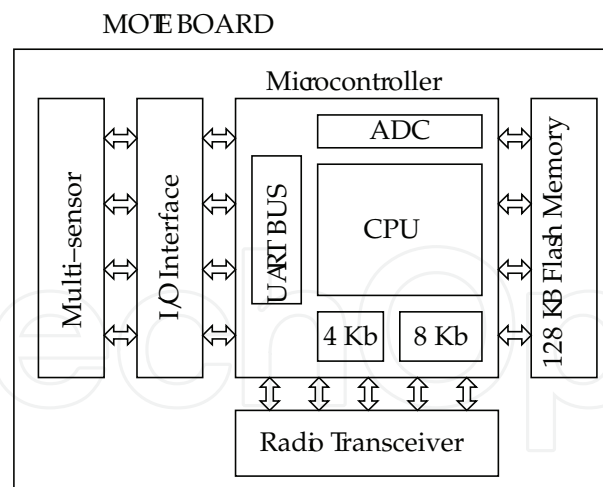 MOTE BOARD
Microcontroller
Multi-sensor
I/O Interface
UART BUS
ADC
CPU
4 Kb
8 Kb
128 KB Flash Memory
Radio Transceiver